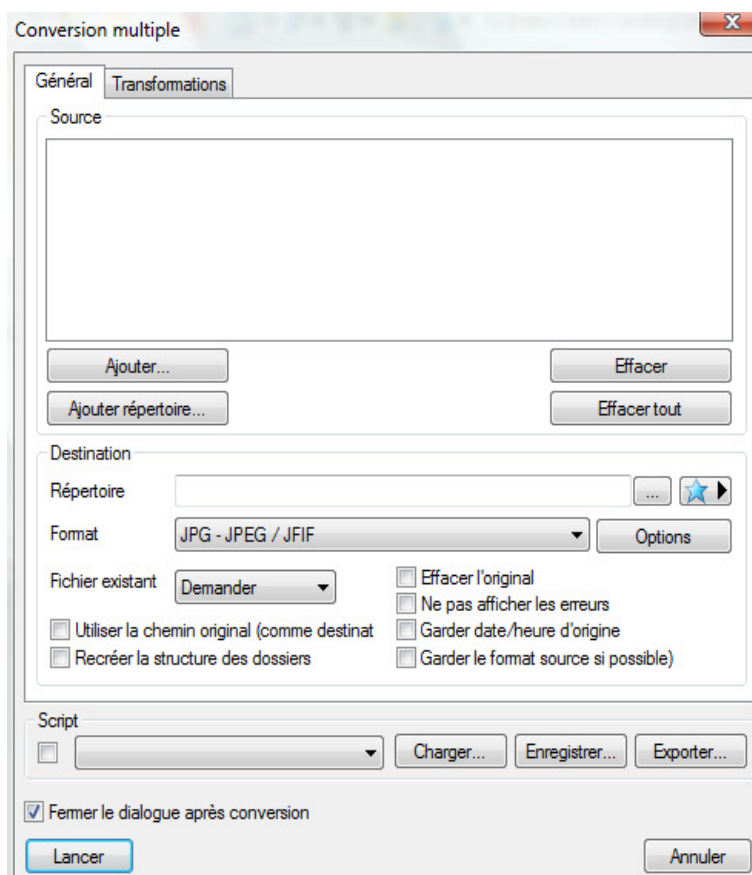 Conversion multiple
Général Transformations
Source
Ajouter... Effacer
Ajouter répertoire... Effacer tout
Destination
Répertoire ...
Format JPG - JPEG / JFIF Options
Fichier existant Demander Effacer l'original
Ne pas afficher les erreurs
Utiliser la chemin original (comme destinat Garder date/heure d'origine
Recréer la structure des dossiers Garder le format source si possible)
Script
Charger... Enregistrer... Exporter...
Fermer le dialogue après conversion
Lancer Annuler